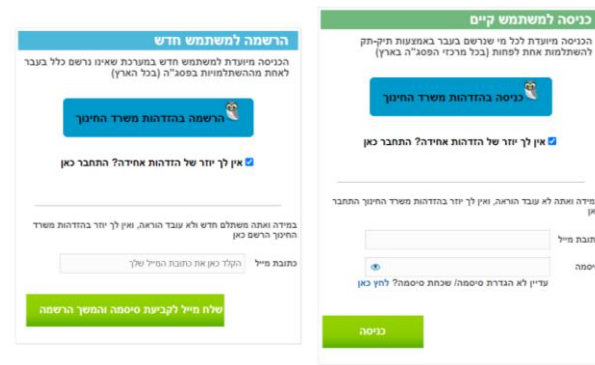 כניסה למשתמש קיים
הכניסה מיועדת לכל מי שנרשם בעבר באמצעות תיק-תק
להשתלמות אחת לפחות (בכל מרכזי הפסג"ה בארץ)
כניסה בהזדהות משרד החינוך
אין לך יוזר של הזדהות אחידה? התחבר כאן
מידה ואתה לא עובד הוראה, ואין לך יוזר בהזדהות משרד החינוך התחבר
אן
תובת מייל
יסמה
עדיין לא הגדרת סיסמה/ שכחת סיסמה? לחץ כאן
כניסה
הרשמה למשתמש חדש
הכניסה מיועדת למשתמש חדש במערכת שאינו נרשם כלל בעבר
לאחת מההשתלמויות בפסג"ה (בכל הארץ)
הרשמה בהזדהות משרד החינוך
אין לך יוזר של הזדהות אחידה? התחבר כאן
במידה ואתה משתלם חדש ולא עובד הוראה, ואין לך יוזר בהזדהות משרד
החינוך הרשם כאן
כתובת מייל
הקלד כאן את כתובת המייל שלך
שלח מייל לקביעת סיסמה והמשך הרשמה